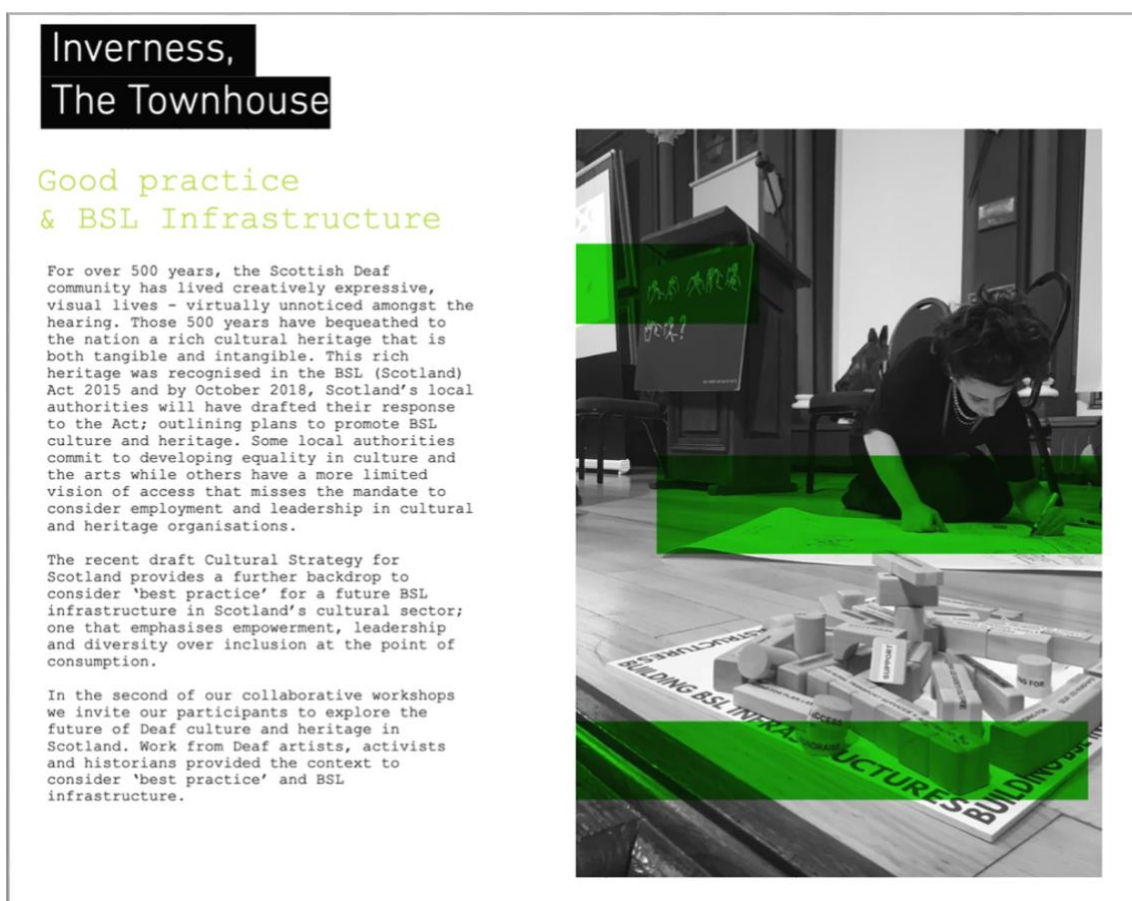 Inverness,
The Townhouse
Good practice
& BSL Infrastructure
For over 500 years, the Scottish Deaf
community has lived creatively expressive,
visual lives – virtually unnoticed amongst the
hearing. Those 500 years have bequeathed to
the nation a rich cultural heritage that is
both tangible and intangible. This rich
heritage was recognised in the BSL (Scotland)
Act 2015 and by October 2018, Scotland's local
authorities will have drafted their response
to the Act; outlining plans to promote BSL
culture and heritage. Some local authorities
commit to developing equality in culture and
the arts while others have a more limited
vision of access that misses the mandate to
consider employment and leadership in cultural
and heritage organisations.
The recent draft Cultural Strategy for
Scotland provides a further backdrop to
consider ‘best practice’ for a future BSL
infrastructure in Scotland's cultural sector;
one that emphasises empowerment, leadership
and diversity over inclusion at the point of
consumption.
In the second of our collaborative workshops
we invite our participants to explore the
future of Deaf culture and heritage in
Scotland. Work from Deaf artists, activists
and historians provided the context to
consider ‘best practice’ and BSL
infrastructure.
SUPPORT
ACCESS
BUILDING BSL INFRASTRUCTURES
BUILDING BSL